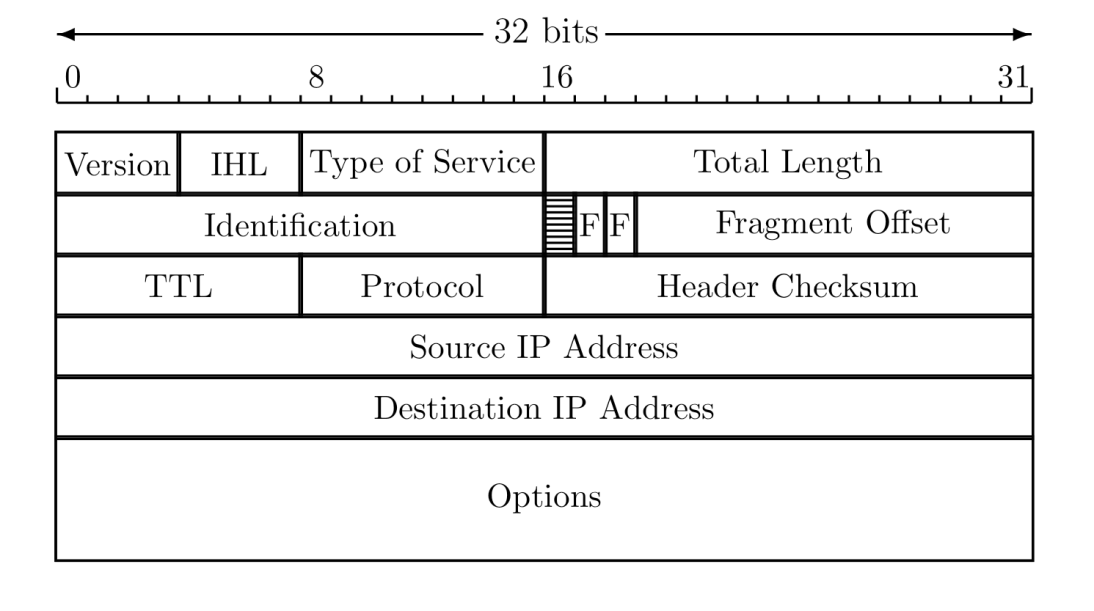 32 bits
0 8 16 31
Version IHL Type of Service Total Length
Identification F F Fragment Offset
TTL Protocol Header Checksum
Source IP Address
Destination IP Address
Options